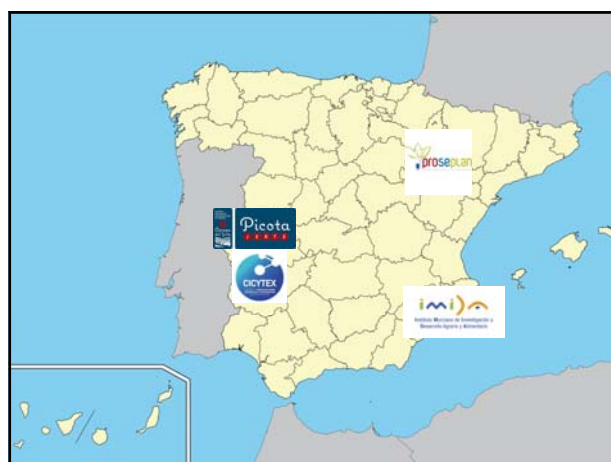 proseplan
Picota
JERTE
CICYTEX
imida
Instituto Murciano de Investigación y
Desarrollo Agrario y Alimentario